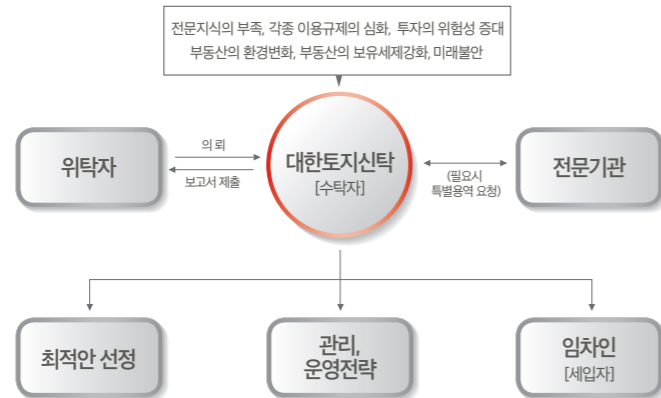 전문지식의 부족, 각종 이용규제의 심화, 투자의 위험성 증대
부동산의 환경변화, 부동산의 보유세제강화, 미래불안
위탁자
의뢰
보고서 제출
대한토지신탁
[수탁자]
(필요시
특별용역 요청)
전문기관
최적안 선정
관리,
운영전략
임차인
[세입자]